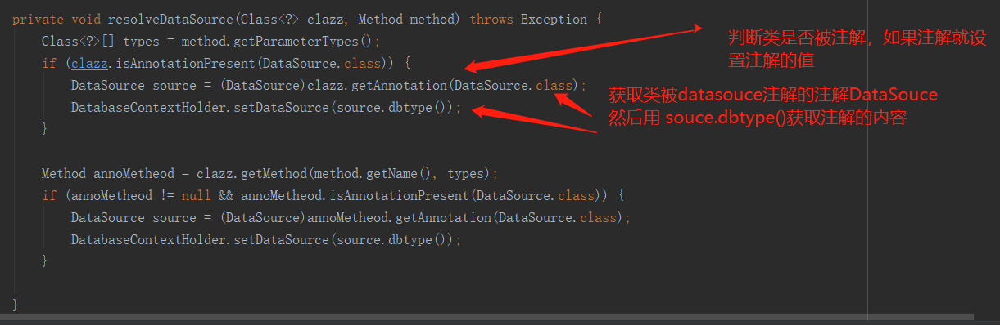 private void resolveDataSource(Class<?> clazz, Method method) throws Exception {
Class<?>[] types = method.getParameterTypes();
if (clazz.isAnnotationPresent(DataSource.class)) {
DataSource source = (DataSource)clazz.getAnnotation(DataSource.class);
DatabaseContextHolder.setDataSource(source.dbtype());
}
Method annoMetheod = clazz.getMethod(method.getName(), types);
if (annoMetheod != null && annoMetheod.isAnnotationPresent(DataSource.class)) {
DataSource source = (DataSource)annoMetheod.getAnnotation(DataSource.class);
DatabaseContextHolder.setDataSource(source.dbtype());
}
}
判断类是否被注解，如果注解就设
置注解的值
获取类被datasouce注解的注解DataSouce
然后用 souce.dbtype()获取注解的内容